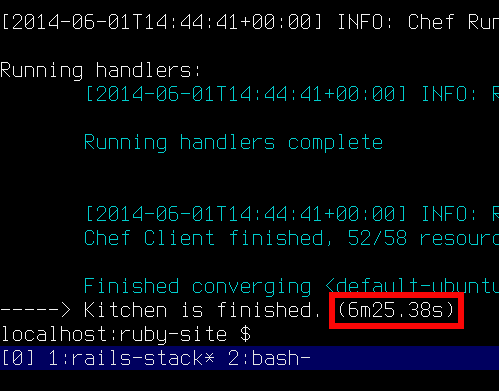 [2014-06-01T14:44:41+00:00] INFO: Chef Run
Running handlers:
[2014-06-01T14:44:41+00:00] INFO: R
Running handlers complete
[2014-06-01T14:44:41+00:00] INFO: R
Chef Client finished, 52/58 resour
Finished converging <default-ubuntu
-----> Kitchen is finished. (6m25.38s)
localhost:ruby-site $
[0] 1:rails-stack* 2:bash-